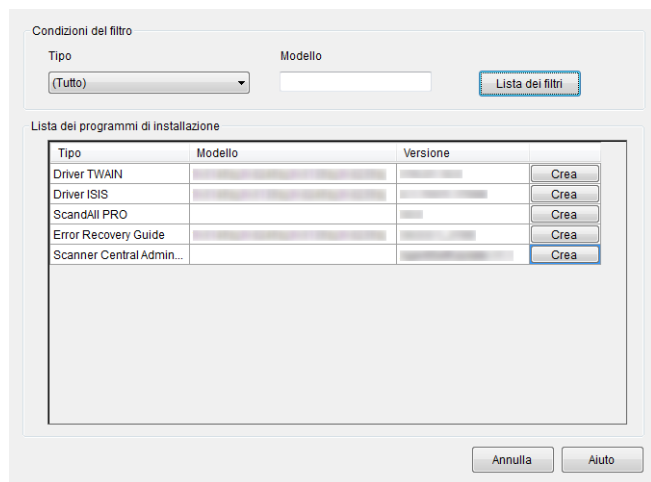 Condizioni del filtro
Tipo Modello
(Tutto) Lista dei filtri
Lista dei programmi di installazione
Tipo Modello Versione
Driver TWAIN Crea
Driver ISIS Crea
ScandAll PRO Crea
Error Recovery Guide Crea
Scanner Central Admin... Crea
Annulla Aiuto